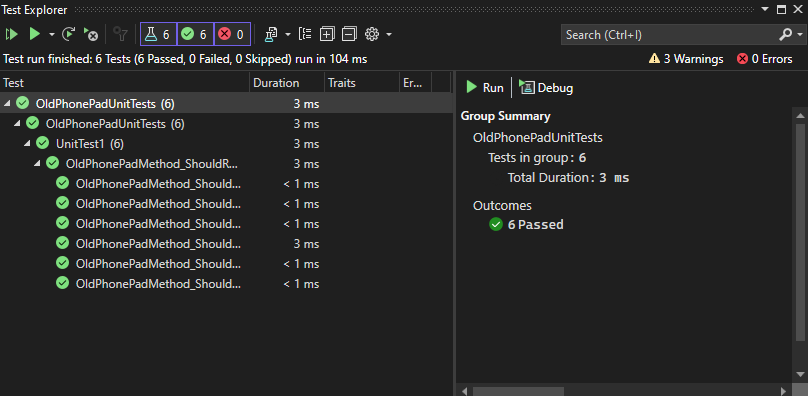 Test Explorer
6 6 0
Search (Ctrl+I)
Test run finished: 6 Tests (6 Passed, 0 Failed, 0 Skipped) run in 104 ms
3 Warnings 0 Errors
Test Duration Traits Er...
OldPhonePadUnitTests (6) 3 ms
OldPhonePadUnitTests (6) 3 ms
UnitTest1 (6) 3 ms
OldPhonePadMethod_ShouldR... 3 ms
OldPhonePadMethod_Should... < 1 ms
OldPhonePadMethod_Should... < 1 ms
OldPhonePadMethod_Should... < 1 ms
OldPhonePadMethod_Should... 3 ms
OldPhonePadMethod_Should... < 1 ms
OldPhonePadMethod_Should... < 1 ms
Run Debug
Group Summary
OldPhonePadUnitTests
Tests in group: 6
Total Duration: 3 ms
Outcomes
6 Passed